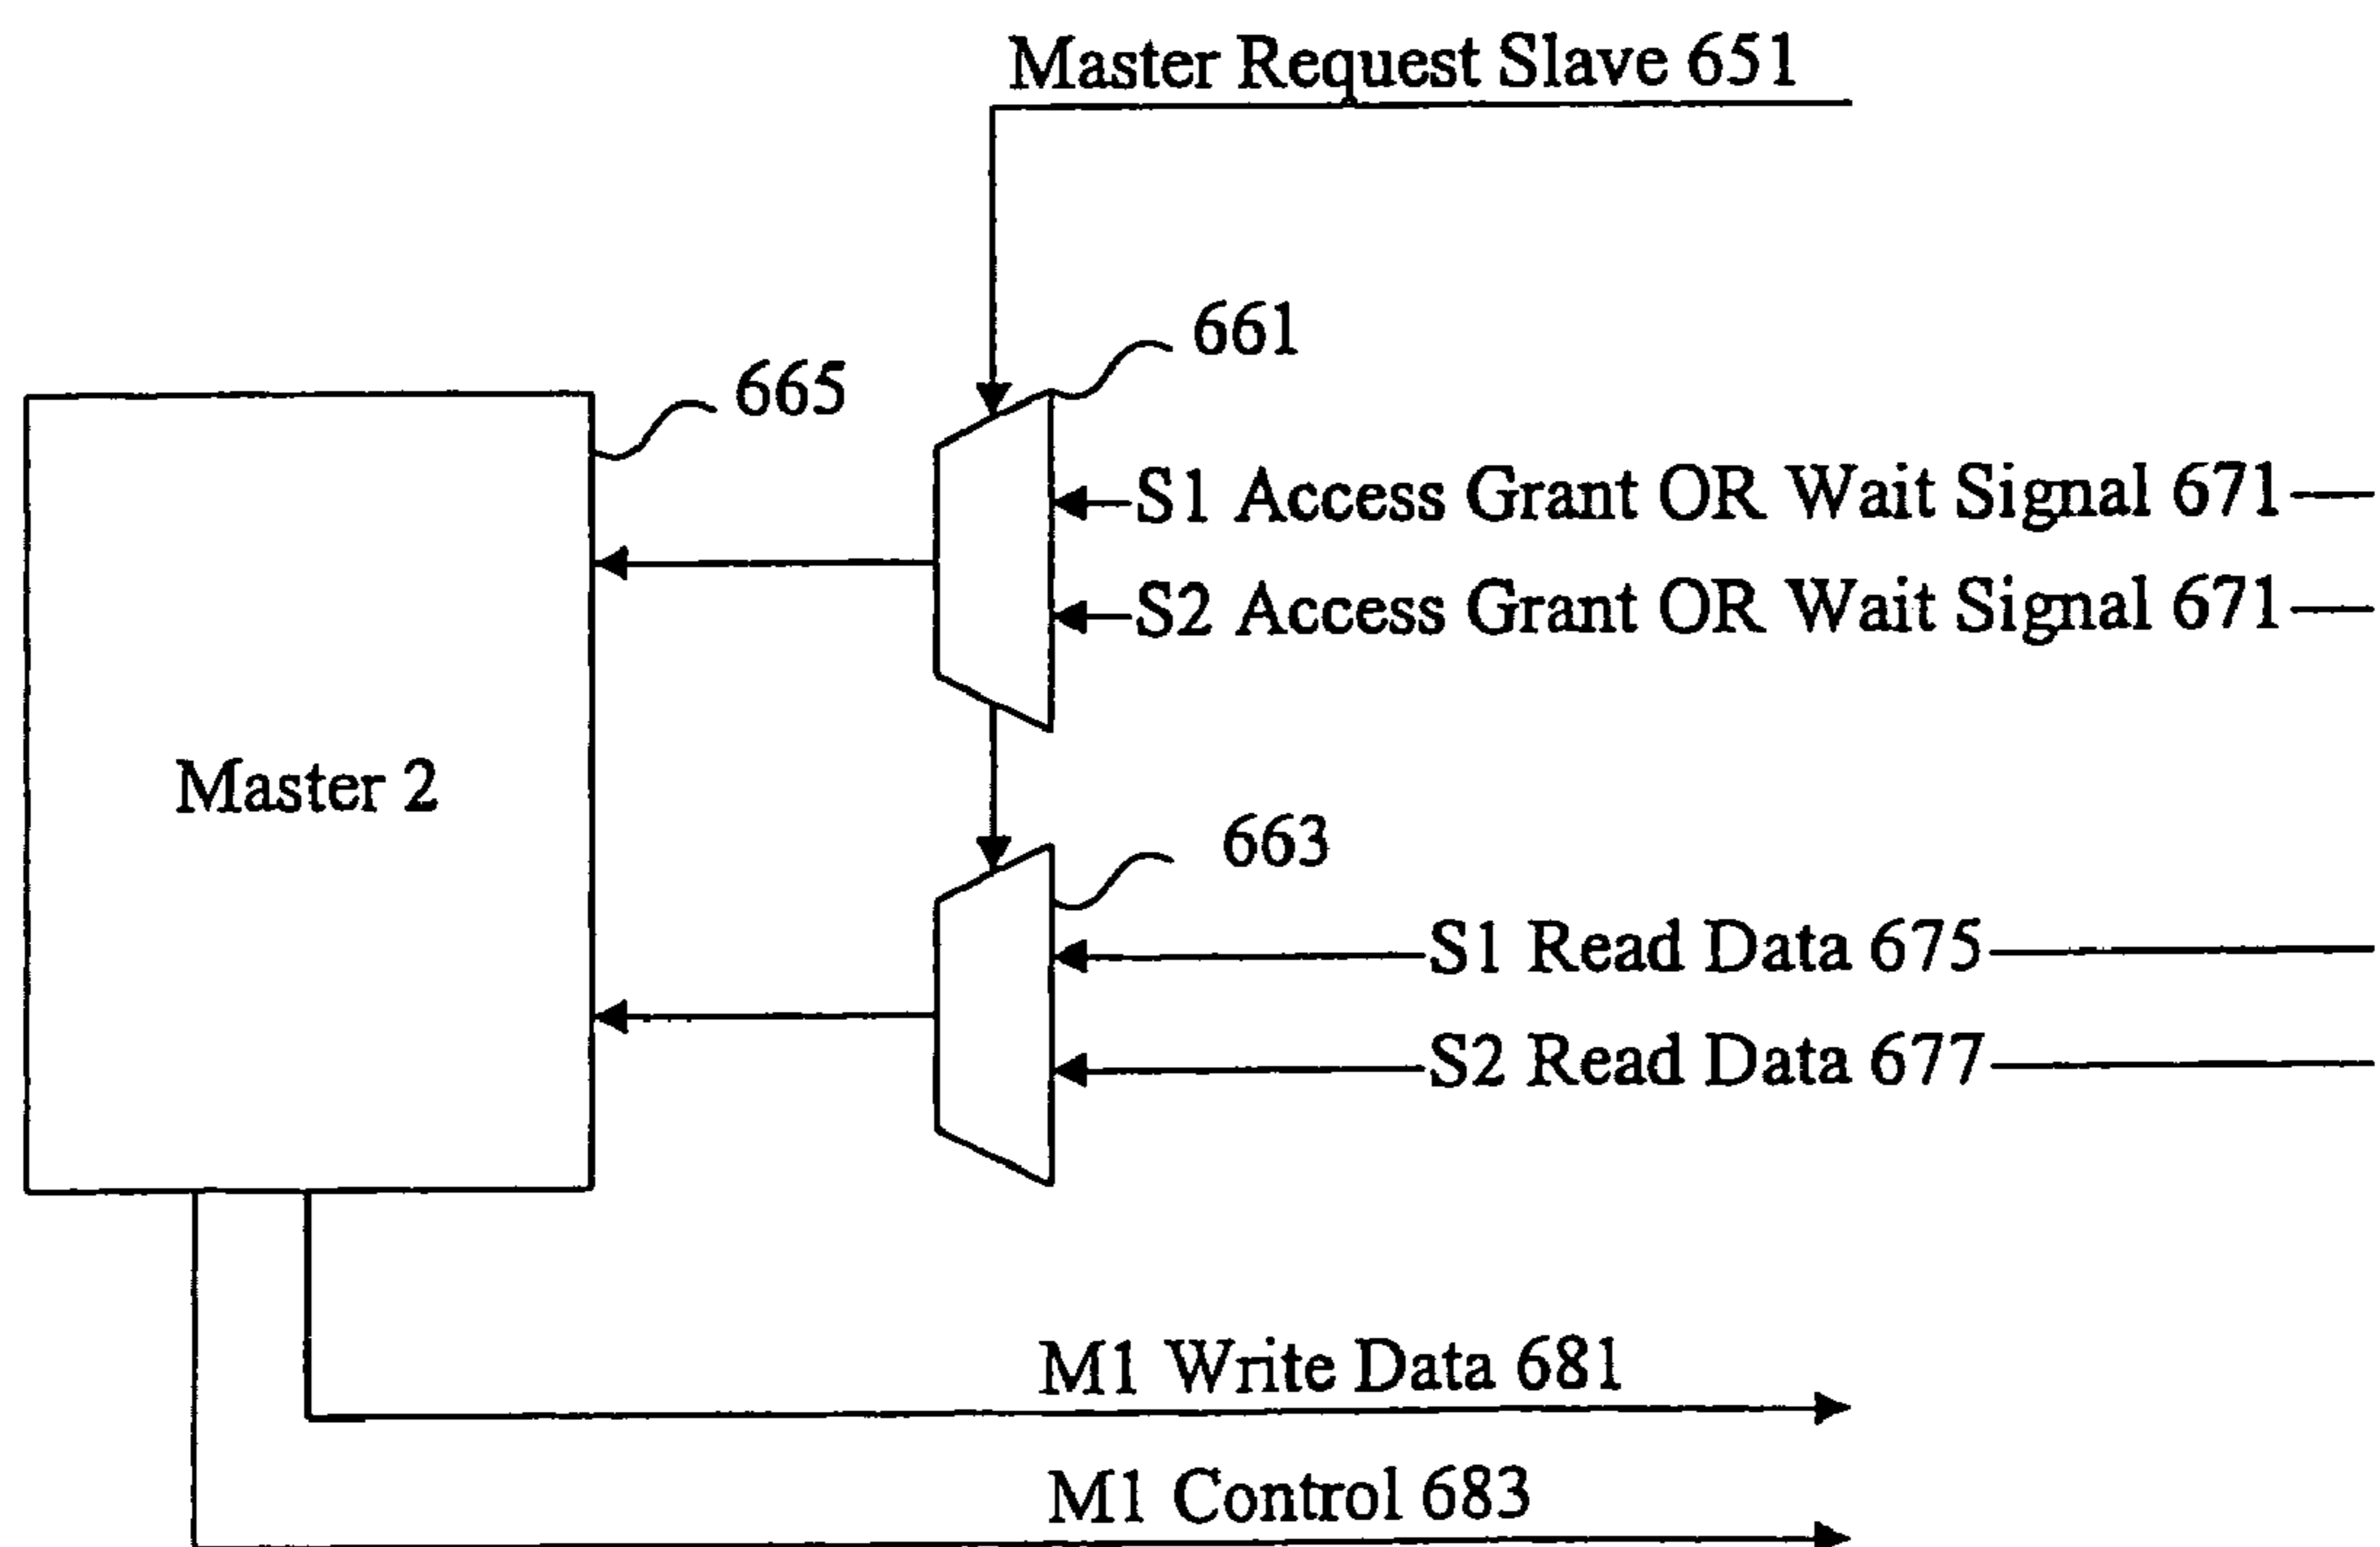 Master Request Slave 651
661
665
S1 Access Grant OR Wait Signal 671
S2 Access Grant OR Wait Signal 671
Master 2
663
S1 Read Data 675
S2 Read Data 677
M1 Write Data 681
M1 Control 683